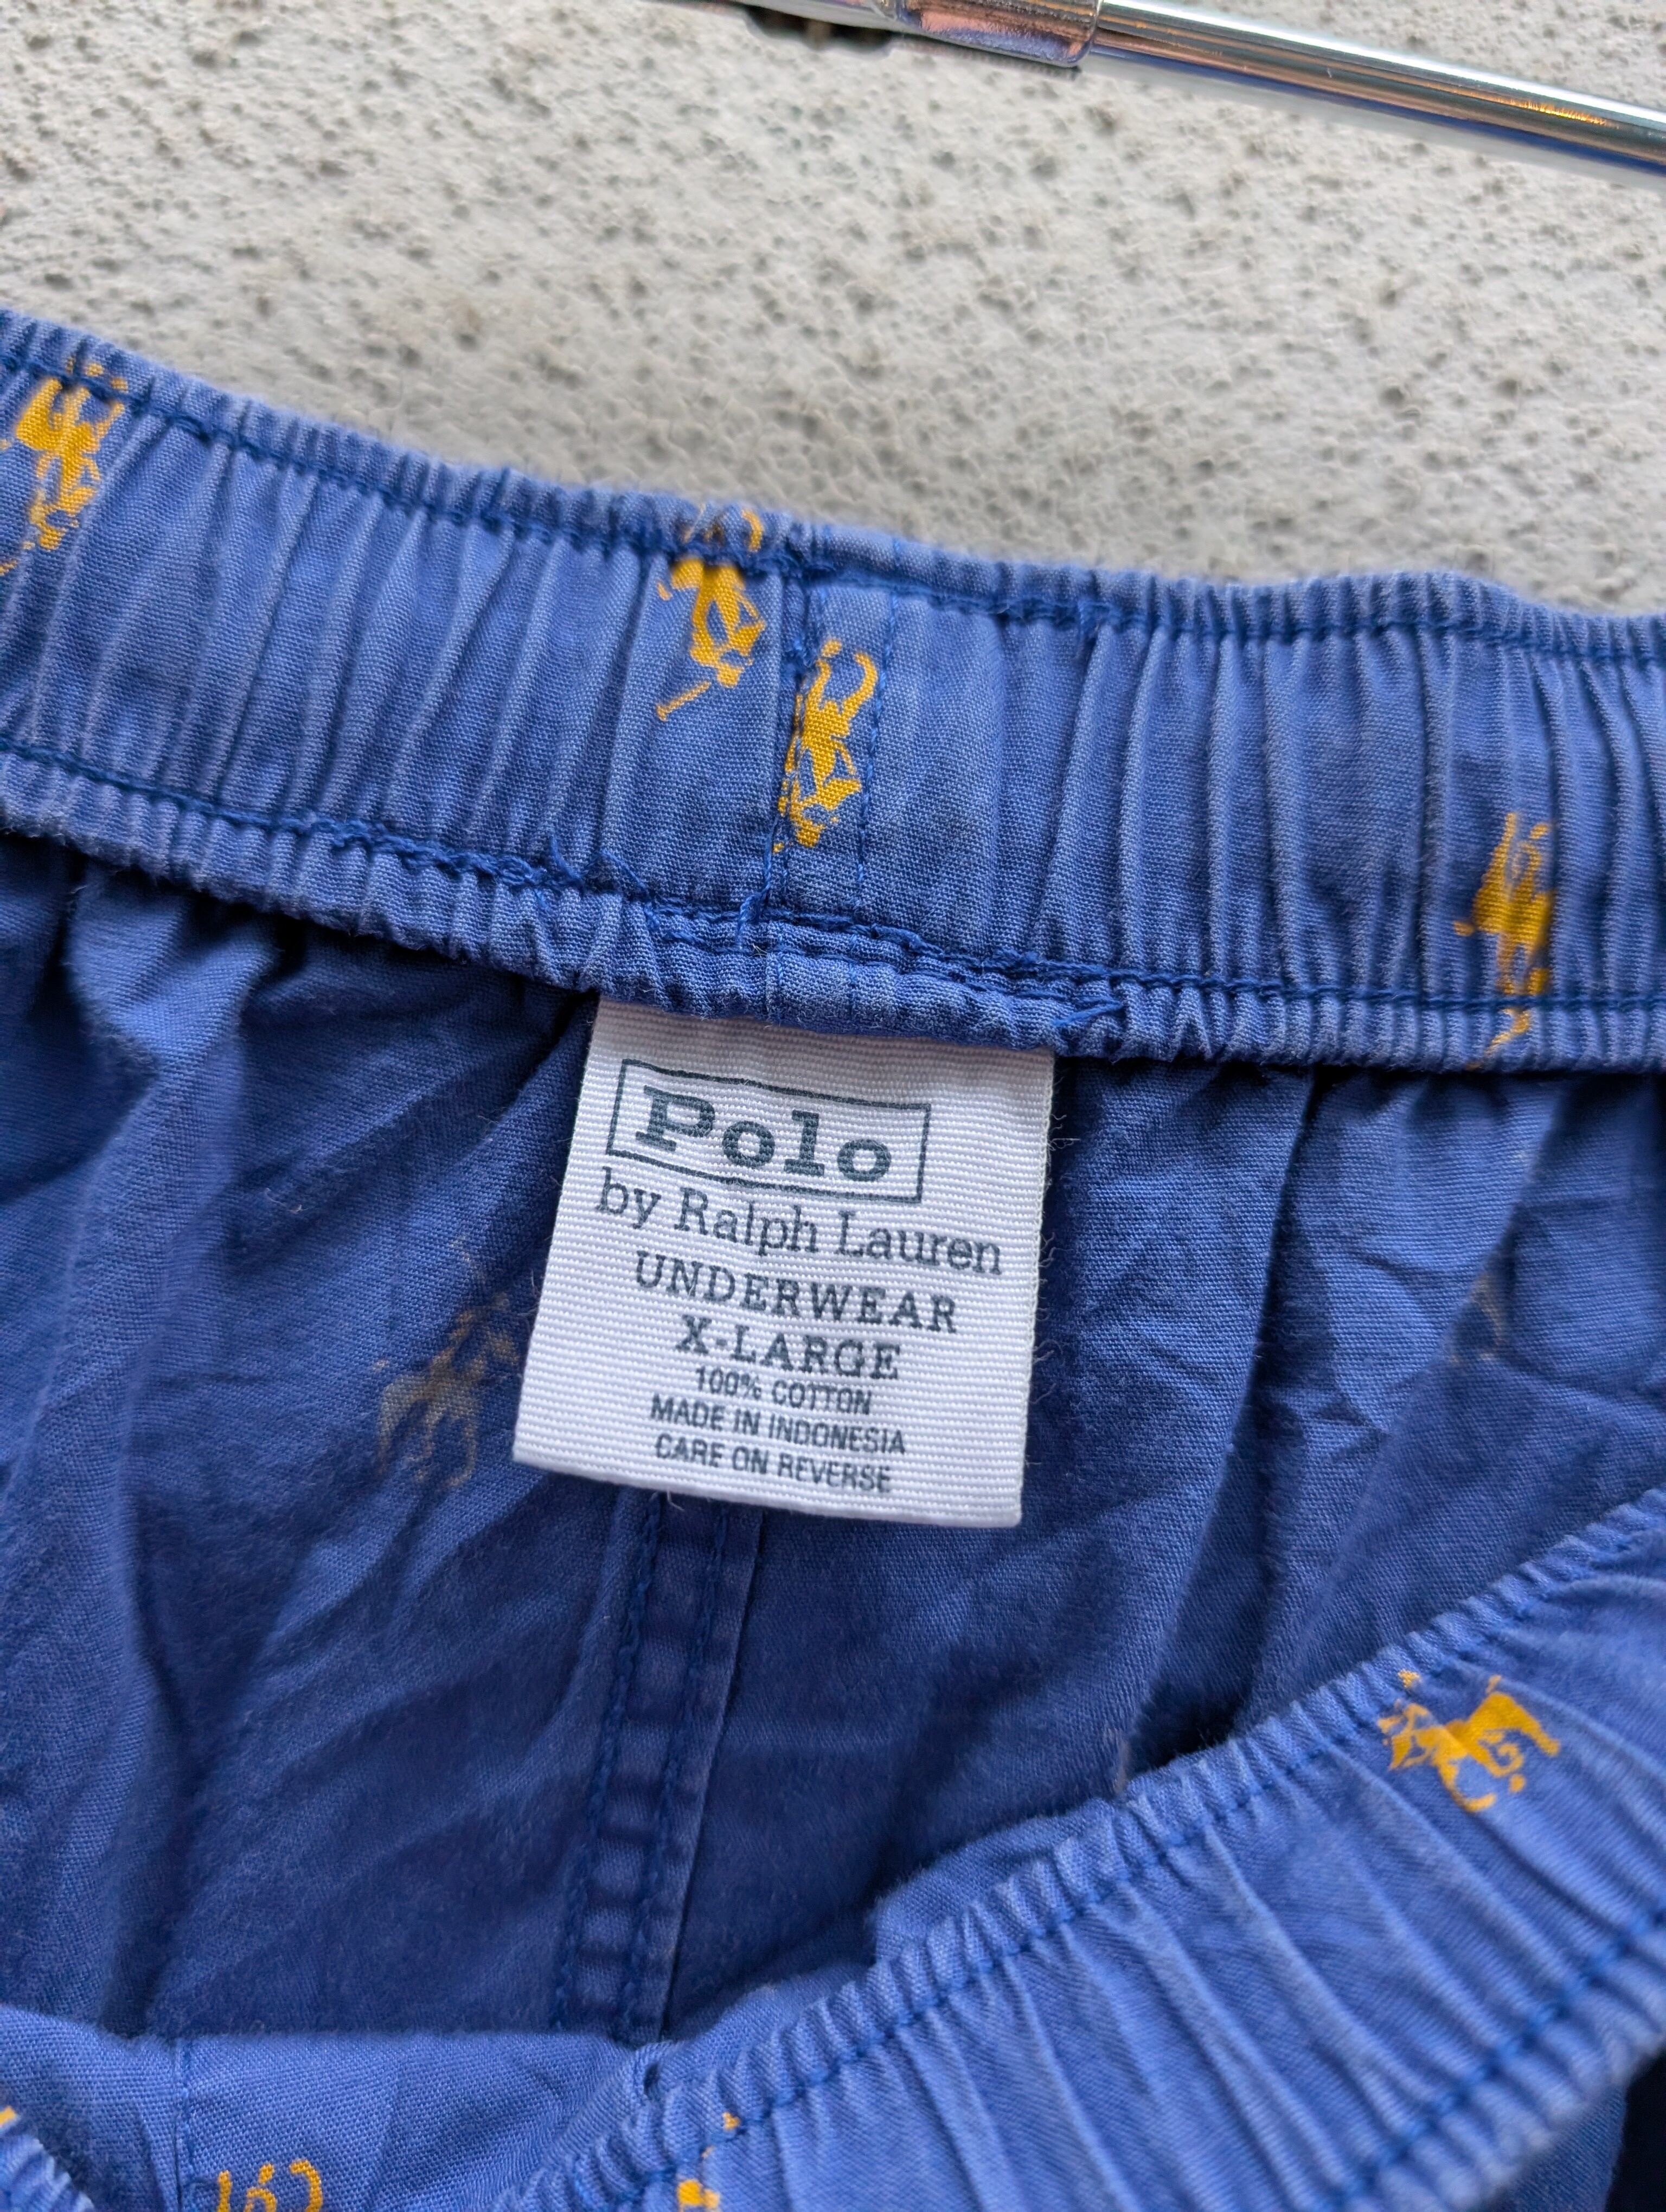 Polo
by Ralph Lauren
UNDERWEAR
X-LARGE
100% COTTON
MADE IN INDONESIA
CARE ON REVERSE